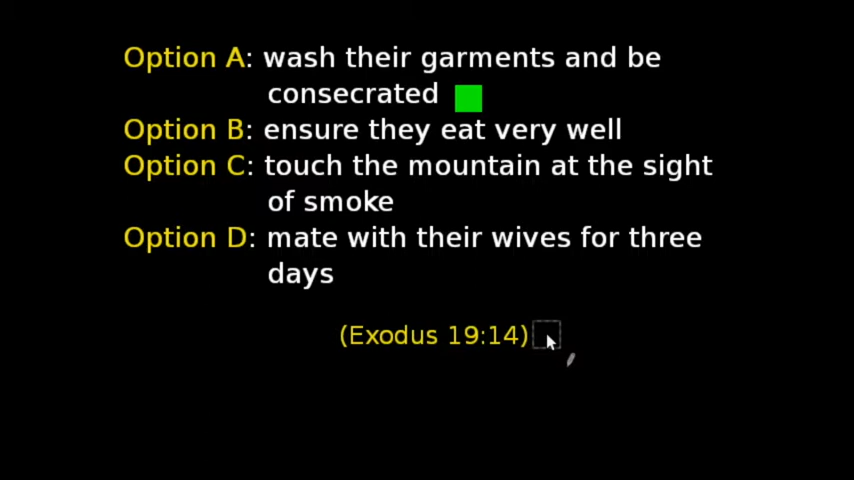 Option A: wash their garments and be
consecrated
Option B: ensure they eat very well
Option C: touch the mountain at the sight
of smoke
Option D: mate with their wives for three
days
(Exodus 19:14)